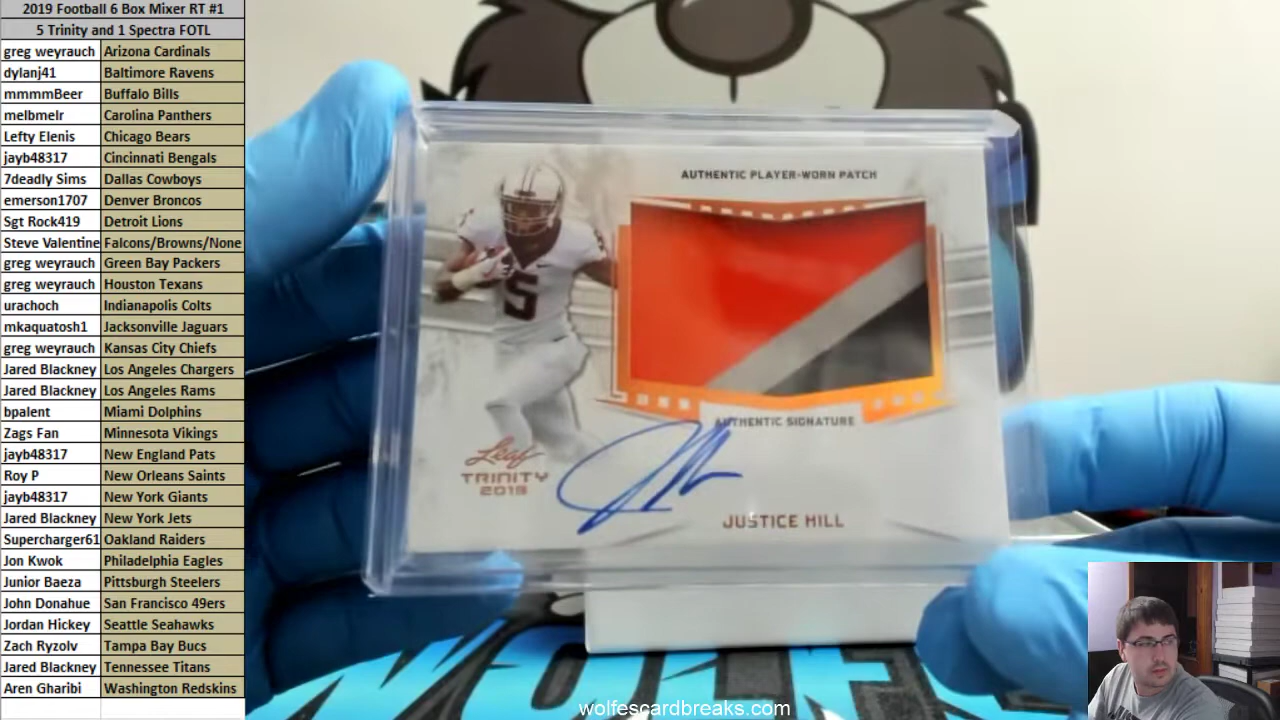 2019 Football 6 Box Mixer RT #1
5 Trinity and 1 Spectra FOTL
greg weyrauch Arizona Cardinals
dylanj41 Baltimore Ravens
mmmmBeer Buffalo Bills
melbmelr Carolina Panthers
Lefty Elenis Chicago Bears
jayb48317 Cincinnati Bengals
7deadly Sims Dallas Cowboys
emerson1707 Denver Broncos
Sgt Rock419 Detroit Lions
Steve Valentine Falcons/Browns/None
greg weyrauch Green Bay Packers
greg weyrauch Houston Texans
urachoch Indianapolis Colts
mkaquatosh1 Jacksonville Jaguars
greg weyrauch Kansas City Chiefs
Jared Blackney Los Angeles Chargers
Jared Blackney Los Angeles Rams
bpalent Miami Dolphins
Zags Fan Minnesota Vikings
jayb48317 New England Pats
Roy P New Orleans Saints
jayb48317 New York Giants
Jared Blackney New York Jets
Supercharger61 Oakland Raiders
Jon Kwok Philadelphia Eagles
Junior Baeza Pittsburgh Steelers
John Donahue San Francisco 49ers
Jordan Hickey Seattle Seahawks
Zach Ryzolv Tampa Bay Bucs
Jared Blackney Tennessee Titans
Aren Gharibi Washington Redskins
AUTHENTIC PLAYER-WORN PATCH
5
AUTHENTIC SIGNATURE
Leaf
TRINITY
2019
JUSTICE HILL
wolfescardbreaks.com